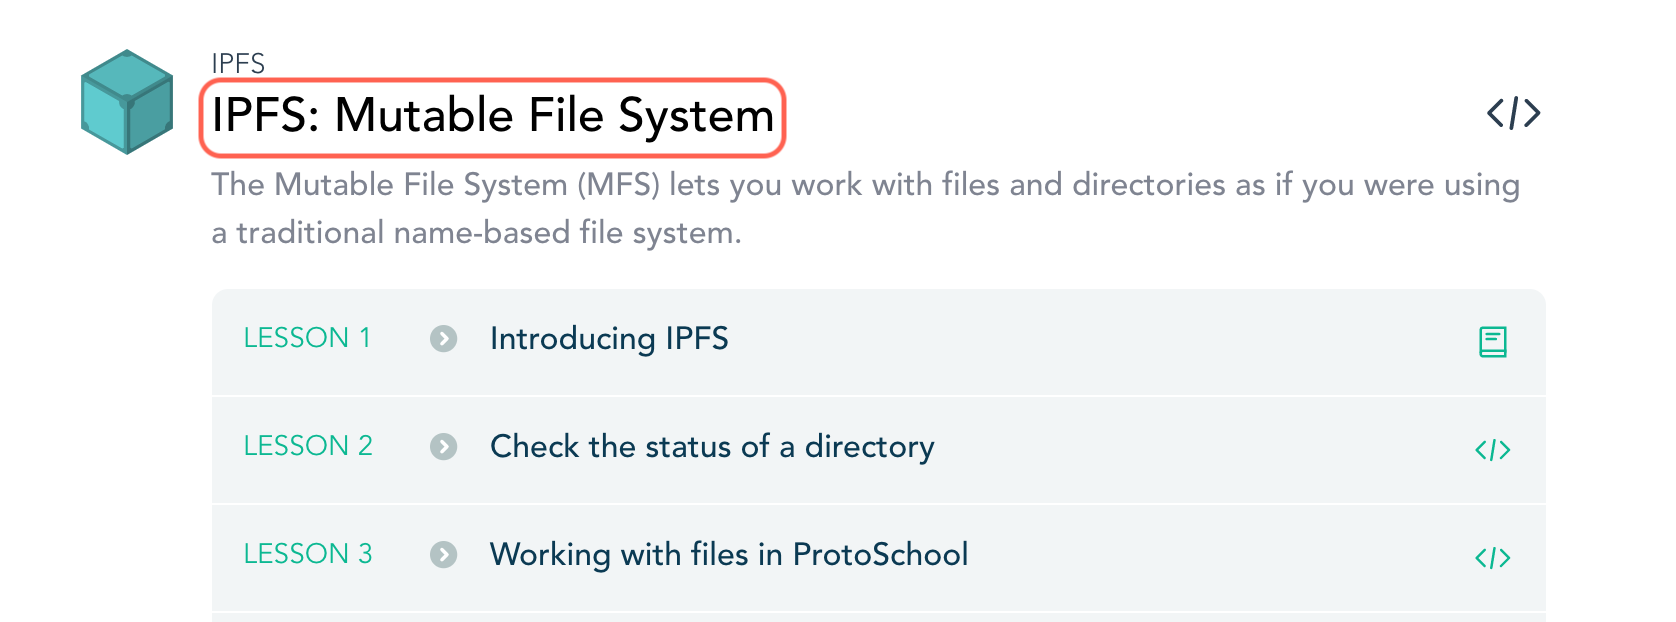 IPFS
IPFS: Mutable File System
</>
The Mutable File System (MFS) lets you work with files and directories as if you were using
a traditional name-based file system.
LESSON 1 Introducing IPFS
LESSON 2 Check the status of a directory </>
LESSON 3 Working with files in ProtoSchool </>